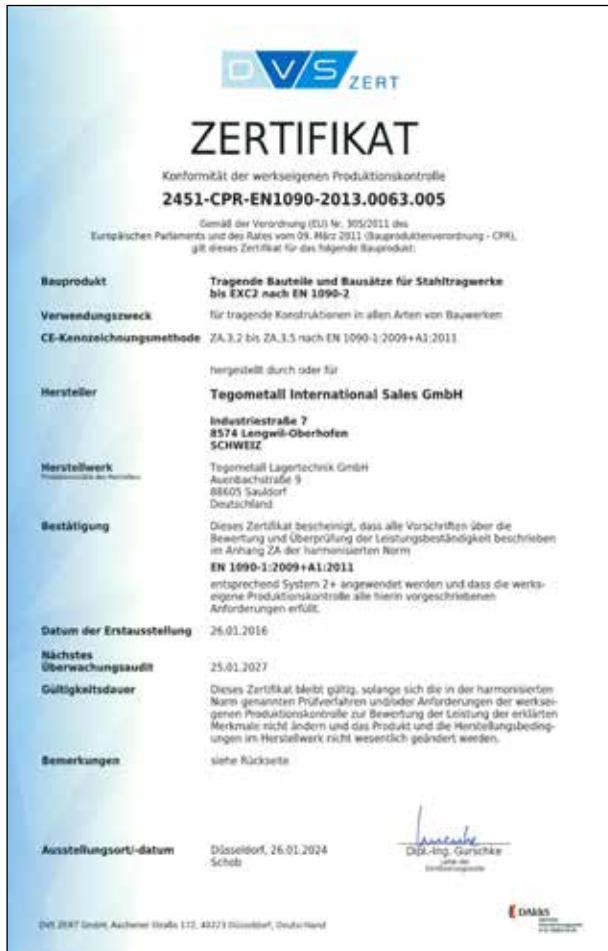 DVS ZERT
ZERTIFIKAT
Konformität der werkseigenen Produktionskontrolle
2451-CPR-EN1090-2013.0063.005
Gemäß der Verordnung (EU) Nr. 305/2011 des
Europäischen Parlaments und des Rates vom 09. März 2011 (Bauproduktenverordnung - CPR),
gilt dieses Zertifikat für das folgende Bauprodukt:
Bauprodukt Tragende Bauteile und Bausätze für Stahltragwerke
bis EXC2 nach EN 1090-2
Verwendungszweck für tragende Konstruktionen in allen Arten von Bauwerken
CE-Kennzeichnungsmethode ZA.3.2 bis ZA.3.5 nach EN 1090-1:2009+A1:2011
hergestellt durch oder für
Hersteller Tegometall International Sales GmbH
Industriestraße 7
8574 Lengwil-Oberhofen
SCHWEIZ
Herstellwerk Tegometall Lagertechnik GmbH
Auenbachstraße 9
88605 Sauldorf
Deutschland
Bestätigung Dieses Zertifikat bescheinigt, dass alle Vorschriften über die
Bewertung und Überprüfung der Leistungsbeständigkeit beschrieben
im Anhang ZA der harmonisierten Norm
EN 1090-1:2009+A1:2011
entsprechend System 2+ angewendet werden und dass die werks-
eigene Produktionskontrolle alle hierin vorgeschriebenen
Anforderungen erfüllt.
Datum der Erstausstellung 26.01.2016
Nächstes
Überwachungsaudit 25.01.2027
Gültigkeitsdauer Dieses Zertifikat bleibt gültig, solange sich die in der harmonisierten
Norm genannten Prüfverfahren und/oder Anforderungen der werksei-
genen Produktionskontrolle zur Bewertung der Leistung der erklärten
Merkmale nicht ändern und das Produkt und die Herstellungsbeding-
ungen im Herstellwerk nicht wesentlich geändert werden.
Bemerkungen siehe Rückseite
Ausstellungsort/-datum Düsseldorf, 26.01.2024
Schob
Dipl.-Ing. Gurschke
Leiter der
Zertifizierungsstelle
DVS ZERT GmbH, Aachener Straße 172, 40223 Düsseldorf, Deutschland
DAkkS